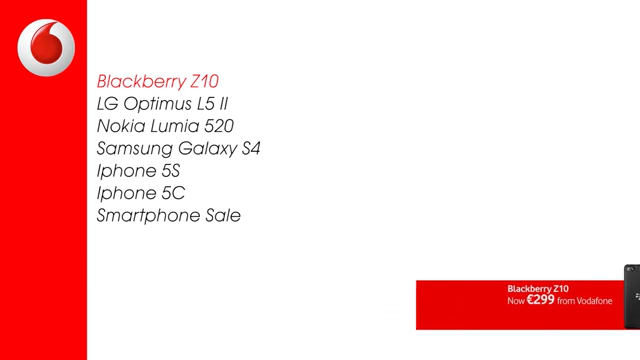 Blackberry Z10
LG Optimus L5 II
Nokia Lumia 520
Samsung Galaxy S4
Iphone 5S
Iphone 5C
Smartphone Sale
Blackberry Z10
Now €299 from Vodafone